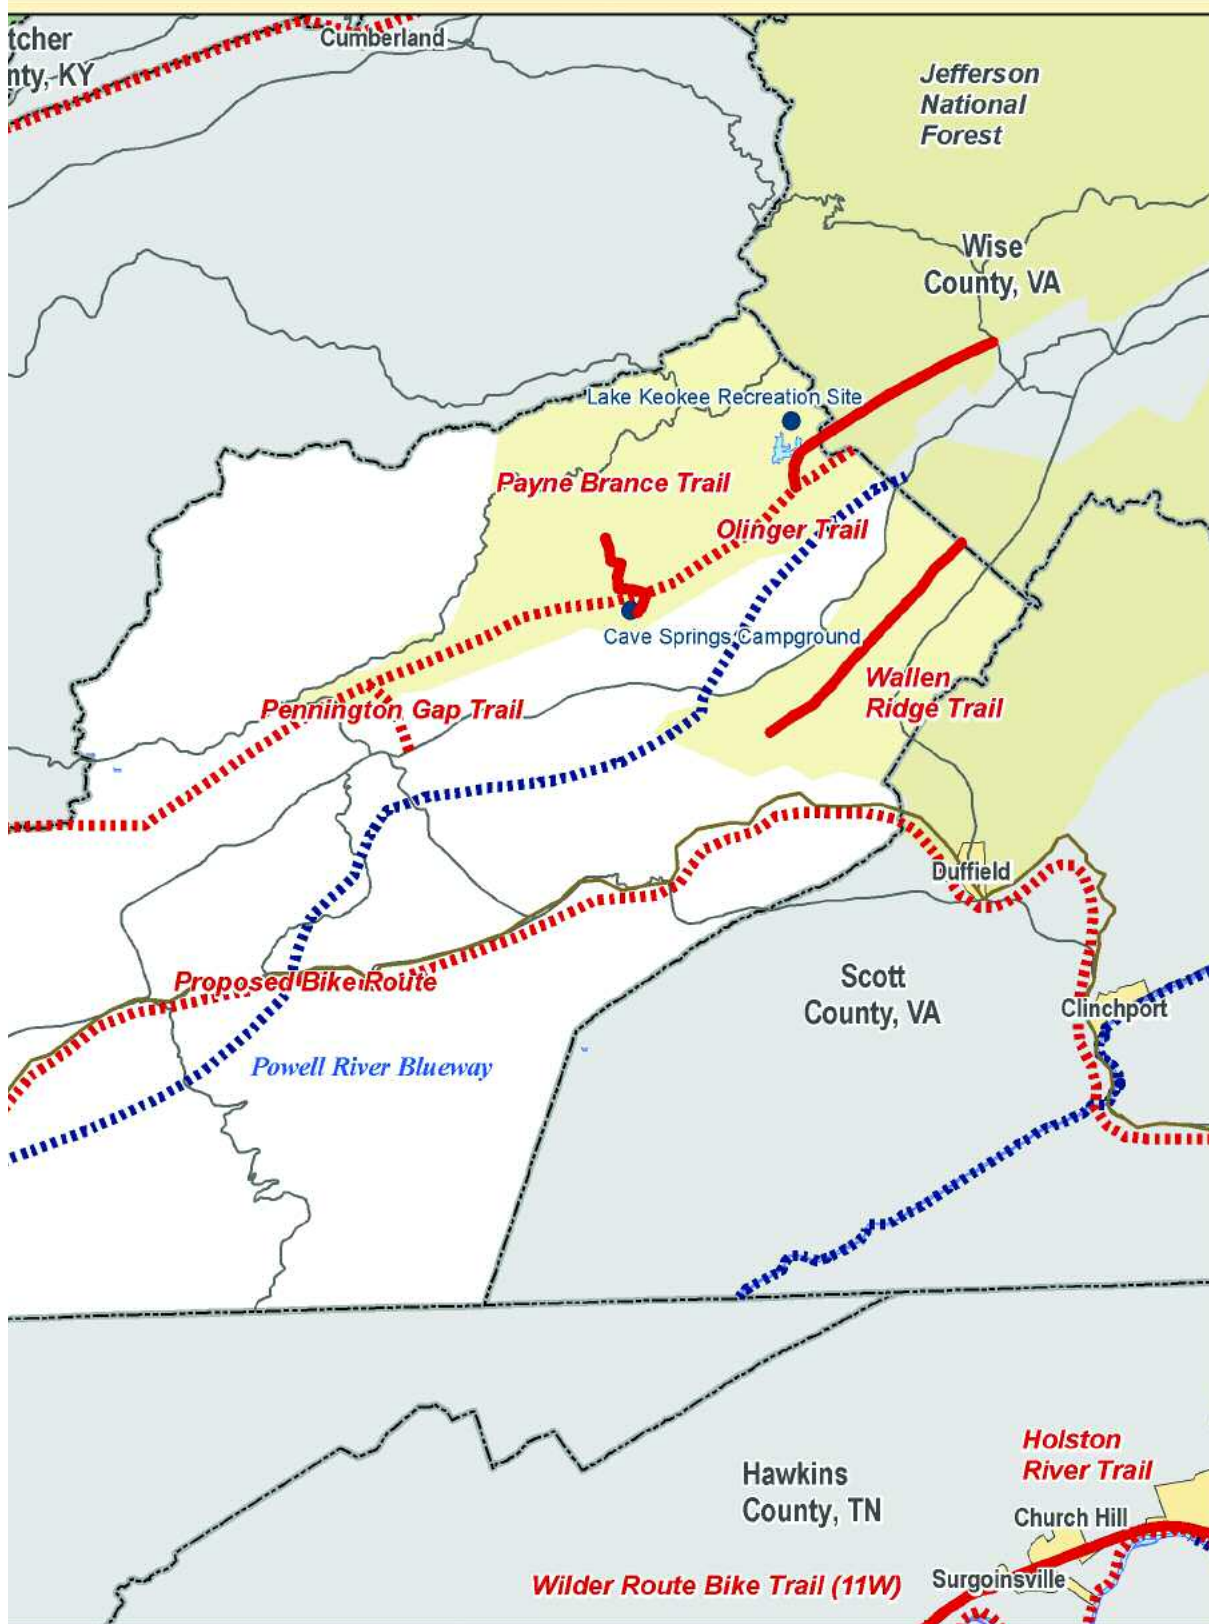 tcher
nty, KY
Cumberland
Jefferson
National
Forest
Wise
County, VA
Lake Keokee Recreation Site
Payne Brance Trail
Olinger Trail
Cave Springs Campground
Wallen
Ridge Trail
Pennington Gap Trail
Duffield
Proposed Bike Route
Scott
County, VA
Clinchport
Powell River Blueway
Holston
River Trail
Hawkins
County, TN
Church Hill
Wilder Route Bike Trail (11W)
Surgoinsville